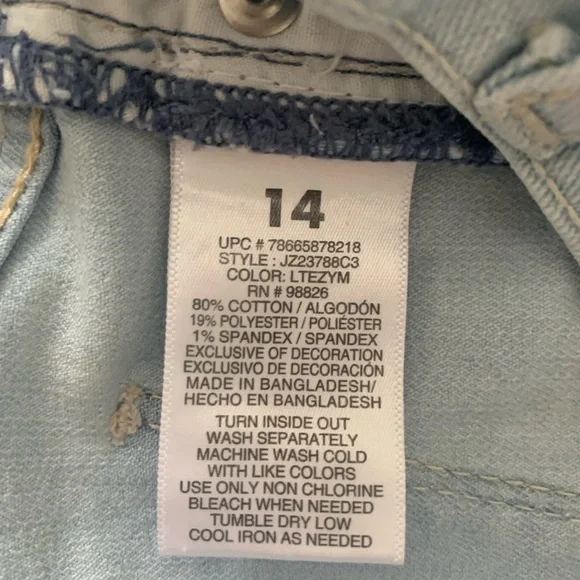 14
UPC # 78665878218
STYLE : JZ23788C3
COLOR: LTEZYM
RN # 98826
80% COTTON / ALGODÓN
19% POLYESTER / POLIÉSTER
1% SPANDEX / SPANDEX
EXCLUSIVE OF DECORATION
EXCLUSIVO DE DECORACIÓN
MADE IN BANGLADESH/
HECHO EN BANGLADESH
TURN INSIDE OUT
WASH SEPARATELY
MACHINE WASH COLD
WITH LIKE COLORS
USE ONLY NON CHLORINE
BLEACH WHEN NEEDED
TUMBLE DRY LOW
COOL IRON AS NEEDED